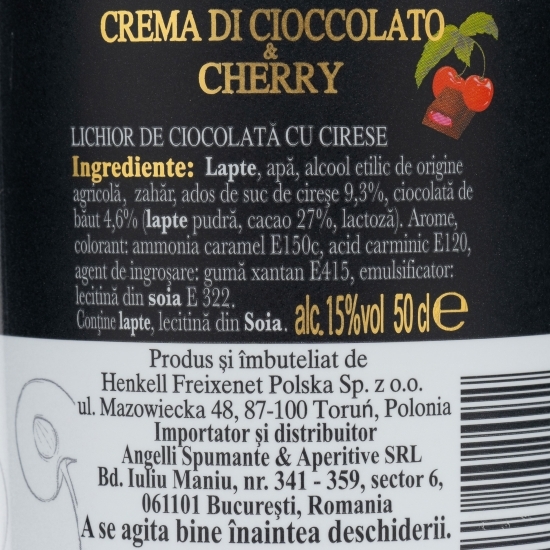 CREMA DI CIOCCOLATO
&
CHERRY
LICHIOR DE CIOCOLATĂ CU CIREȘE
Ingrediente: Lapte, apă, alcool etilic de origine
agricolă, zahăr, ados de suc de cireșe 9,3%, ciocolată de
băut 4,6% (lapte pudră, cacao 27%, lactoză). Arome,
colorant: ammonia caramel E150c, acid carminic E120,
agent de îngroșare: gumă xantan E415, emulsificator:
lecitină din soia E 322.
Conține lapte, lecitină din Soia. alc.15%vol 50 cl e
Produs și îmbuteliat de
Henkell Freixenet Polska Sp. z o.o.
ul. Mazowiecka 48, 87-100 Toruń, Polonia
Importator și distribuitor
Angelli Spumante & Aperitive SRL
Bd. Iuliu Maniu, nr. 341 - 359, sector 6,
061101 București, Romania
A se agita bine înaintea deschiderii.